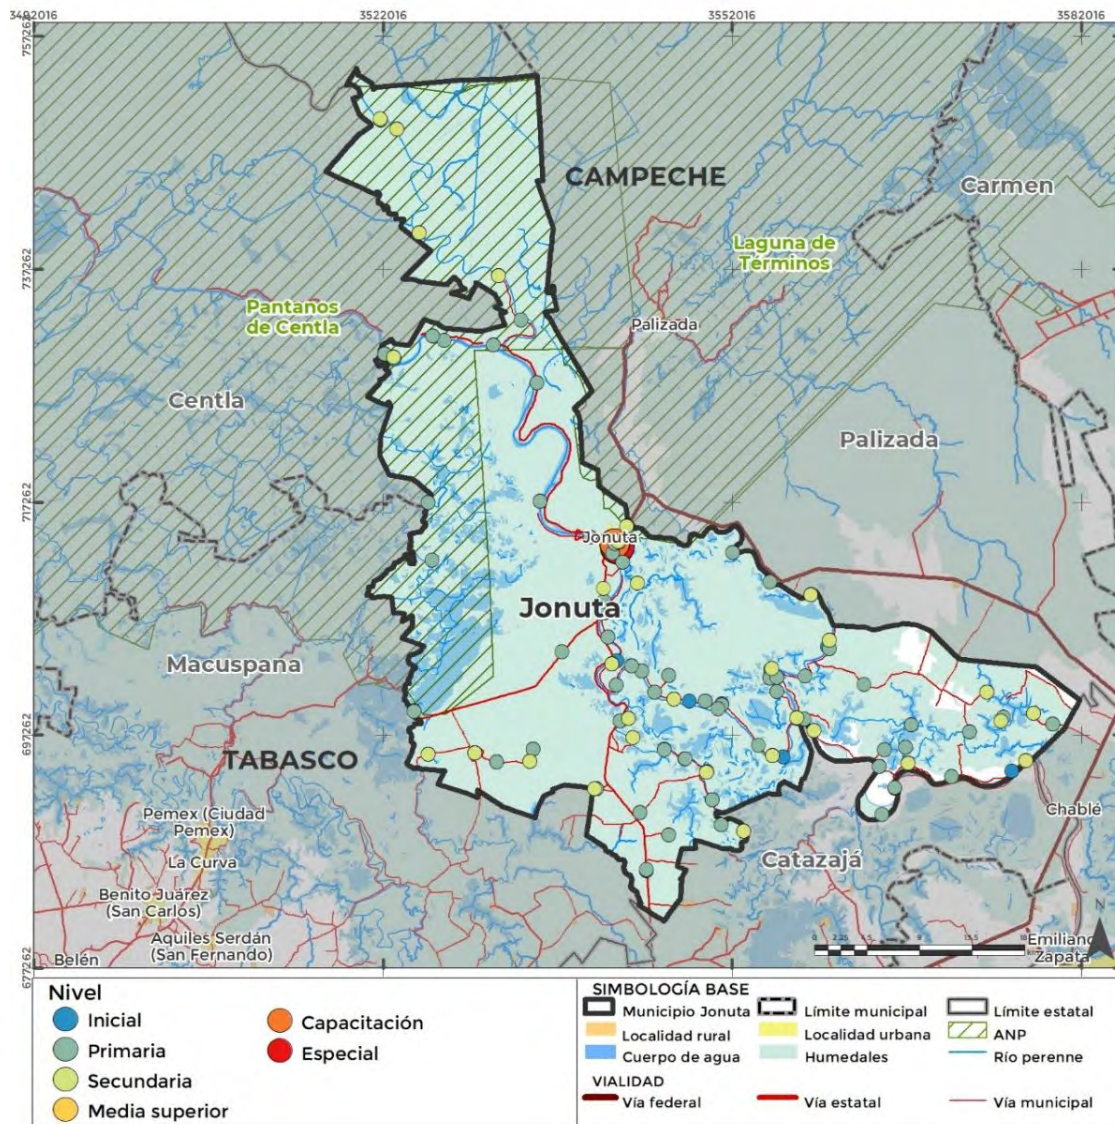 3482016
3522016
3552016
3582016
757262
737262
717262
697262
677262
CAMPECHE
Carmen
Laguna de
Términos
Pantanos
de Centla
Palizada
Centla
Palizada
Jonuta
Jonuta
Macuspana
TABASCO
Pemex (Ciudad
Pemex)
La Curva
Benito Juárez
(San Carlos)
Aquiles Serdán
(San Fernando)
Belén
Catazajá
Chablé
N
Emiliano
Zapata
Nivel
Inicial
Primaria
Secundaria
Media superior
Capacitación
Especial
SIMBOLOGÍA BASE
Municipio Jonuta
Límite municipal
Límite estatal
Localidad rural
Localidad urbana
ANP
Cuerpo de agua
Humedales
Río perenne
VIALIDAD
Vía federal
Vía estatal
Vía municipal